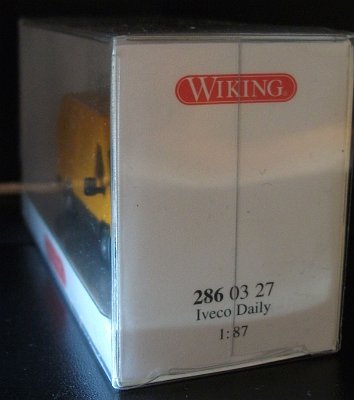 WIKING
286 03 27
Iveco Daily
1:87